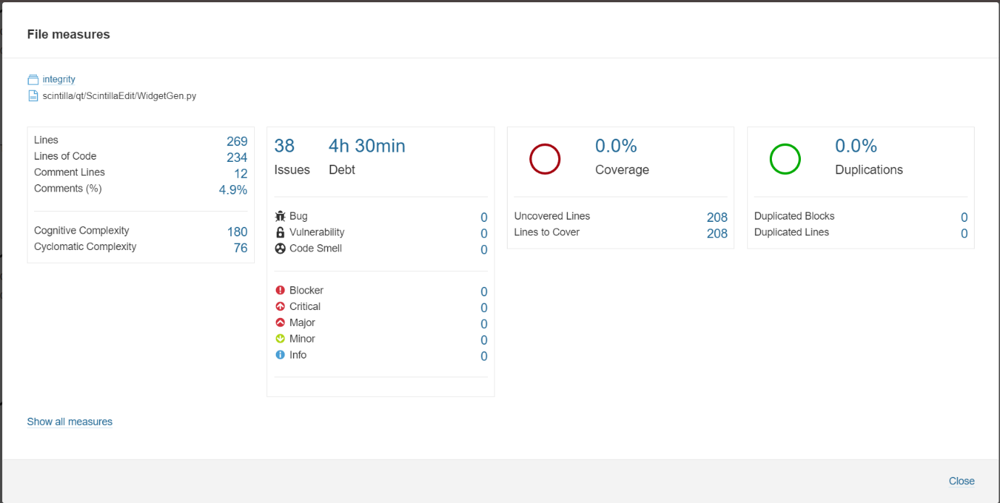 File measures
integrity
scintilla/qt/ScintillaEdit/WidgetGen.py
Lines 269
Lines of Code 234
Comment Lines 12
Comments (%) 4.9%
Cognitive Complexity 180
Cyclomatic Complexity 76
38 4h 30min
Issues Debt
Bug 0
Vulnerability 0
Code Smell 0
Blocker 0
Critical 0
Major 0
Minor 0
Info 0
0.0%
Coverage
Uncovered Lines 208
Lines to Cover 208
0.0%
Duplications
Duplicated Blocks 0
Duplicated Lines 0
Show all measures
Close